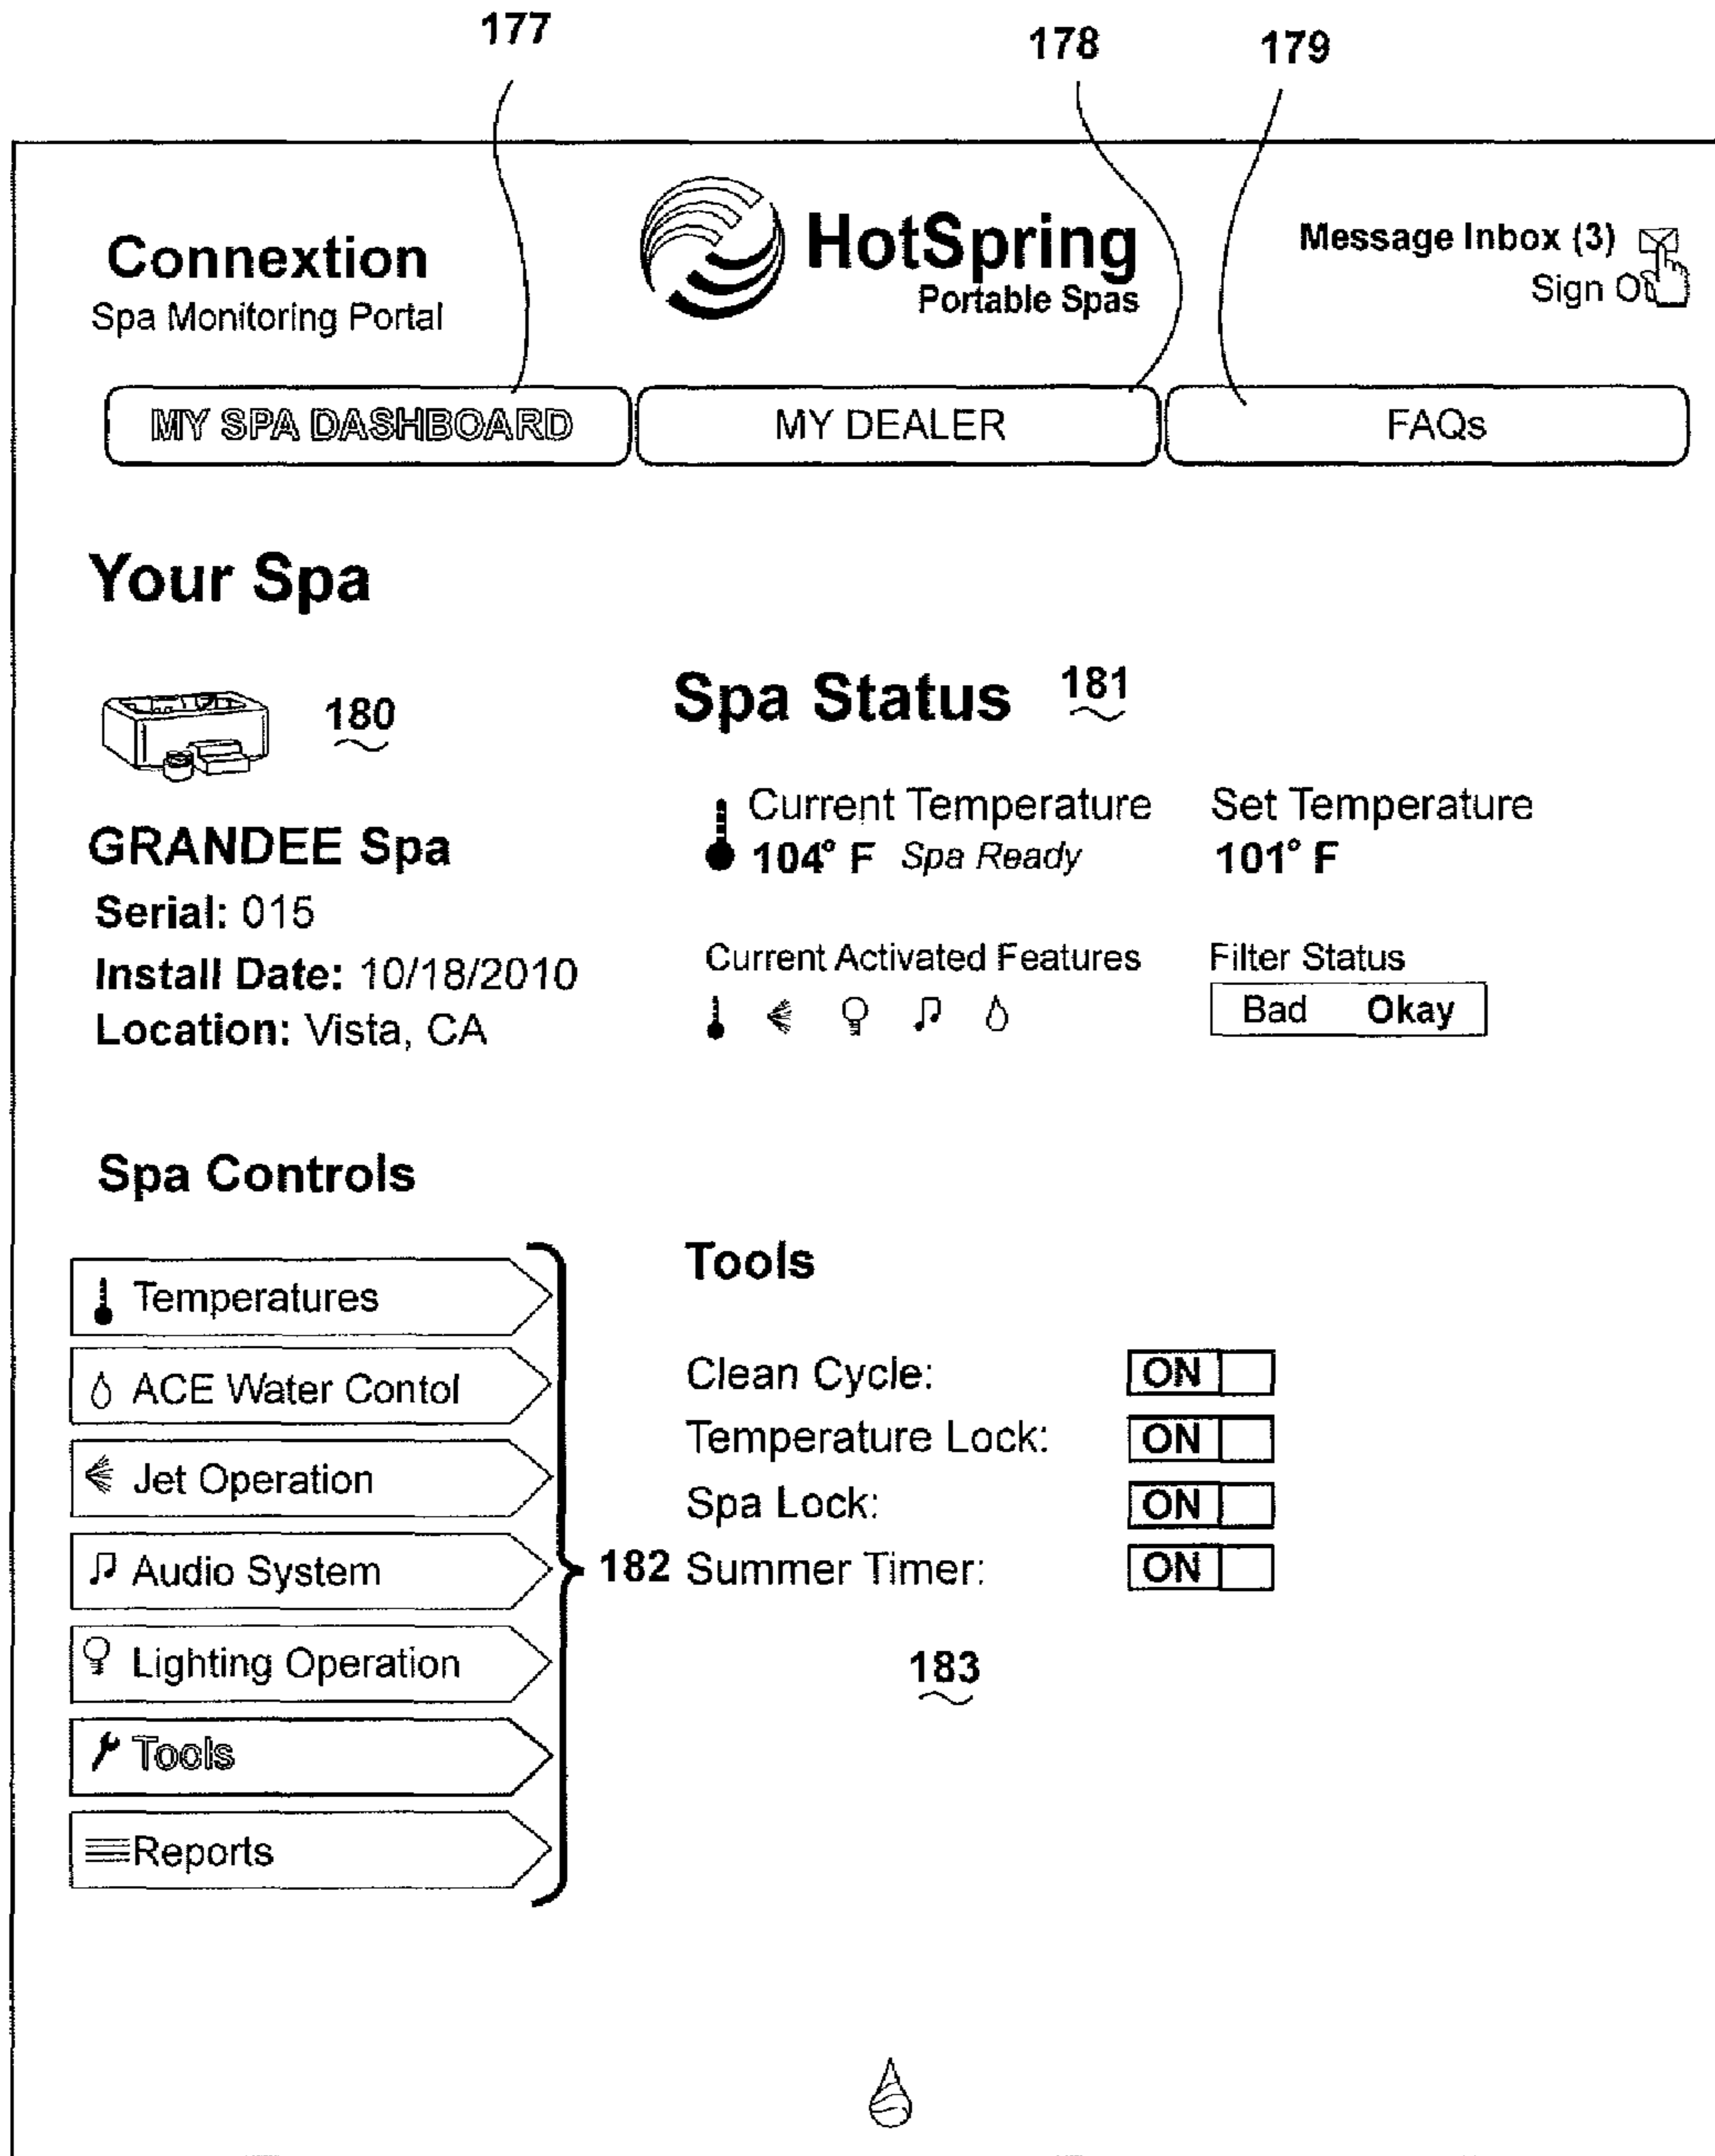 177
178
179
Connextion
Spa Monitoring Portal
HotSpring
Portable Spas
Message Inbox (3)
Sign
MY SPA DASHBOARD
MY DEALER
FAQs
Your Spa
180
Spa Status 181
Current Temperature
104° F Spa Ready
Set Temperature
101° F
GRANDEE Spa
Serial: 015
Install Date: 10/18/2010
Location: Vista, CA
Current Activated Features
Filter Status
Bad Okay
Spa Controls
Temperatures
ACE Water Contol
Jet Operation
Audio System
Lighting Operation
Tools
Reports
182
Tools
Clean Cycle: ON
Temperature Lock: ON
Spa Lock: ON
Summer Timer: ON
183